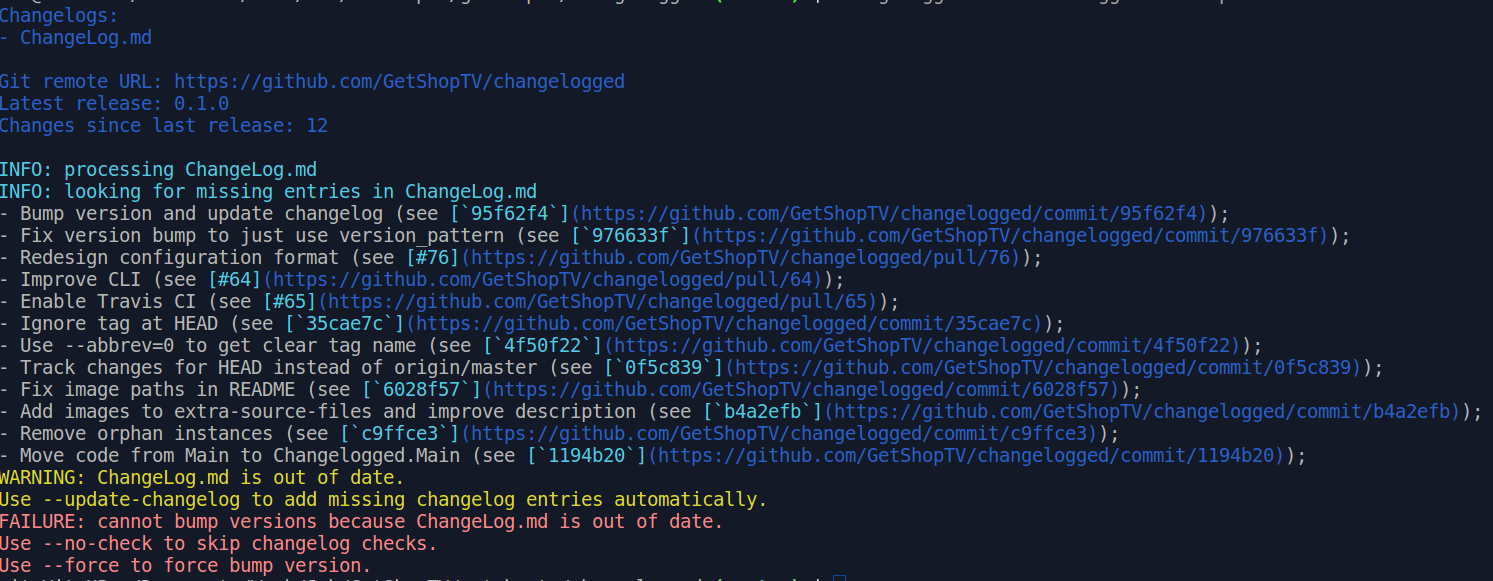 Changelogs:
- ChangeLog.md
Git remote URL: https://github.com/GetShopTV/changelogged
Latest release: 0.1.0
Changes since last release: 12
INFO: processing ChangeLog.md
INFO: looking for missing entries in ChangeLog.md
- Bump version and update changelog (see [`95f62f4`](https://github.com/GetShopTV/changelogged/commit/95f62f4));
- Fix version bump to just use version_pattern (see [`976633f`](https://github.com/GetShopTV/changelogged/commit/976633f));
- Redesign configuration format (see [#76](https://github.com/GetShopTV/changelogged/pull/76));
- Improve CLI (see [#64](https://github.com/GetShopTV/changelogged/pull/64));
- Enable Travis CI (see [#65](https://github.com/GetShopTV/changelogged/pull/65));
- Ignore tag at HEAD (see [`35cae7c`](https://github.com/GetShopTV/changelogged/commit/35cae7c));
- Use --abbrev=0 to get clear tag name (see [`4f50f22`](https://github.com/GetShopTV/changelogged/commit/4f50f22));
- Track changes for HEAD instead of origin/master (see [`0f5c839`](https://github.com/GetShopTV/changelogged/commit/0f5c839));
- Fix image paths in README (see [`6028f57`](https://github.com/GetShopTV/changelogged/commit/6028f57));
- Add images to extra-source-files and improve description (see [`b4a2efb`](https://github.com/GetShopTV/changelogged/commit/b4a2efb));
- Remove orphan instances (see [`c9ffce3`](https://github.com/GetShopTV/changelogged/commit/c9ffce3));
- Move code from Main to Changelogged.Main (see [`1194b20`](https://github.com/GetShopTV/changelogged/commit/1194b20));
WARNING: ChangeLog.md is out of date.
Use --update-changelog to add missing changelog entries automatically.
FAILURE: cannot bump versions because ChangeLog.md is out of date.
Use --no-check to skip changelog checks.
Use --force to force bump version.